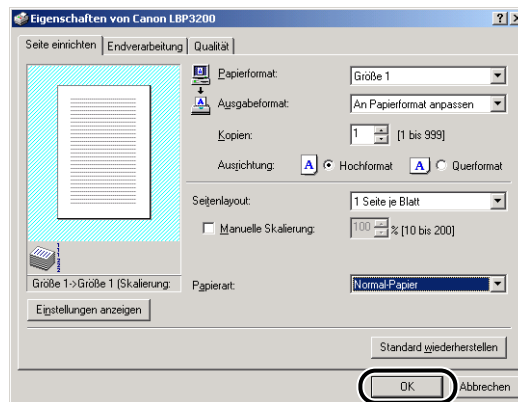 Eigenschaften von Canon LBP3200
Seite einrichten Endverarbeitung Qualität
Papierformat: Größe 1
Ausgabeformat: An Papierformat anpassen
Kopien: 1 [1 bis 999]
Ausrichtung: A Hochformat A Querformat
Seitenlayout: 1 Seite je Blatt
Manuelle Skalierung: 100 % [10 bis 200]
Größe 1->Größe 1 (Skalierung:
Papierart: Normal-Papier
Einstellungen anzeigen
Standard wiederherstellen
OK Abbrechen